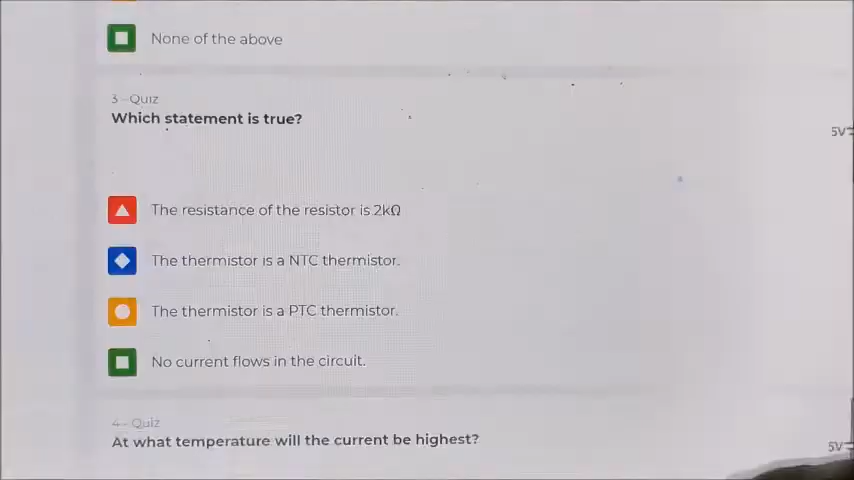 None of the above
3 - Quiz
Which statement is true?
5V
The resistance of the resistor is 2kΩ
The thermistor is a NTC thermistor.
The thermistor is a PTC thermistor.
No current flows in the circuit.
4 - Quiz
At what temperature will the current be highest?
5V